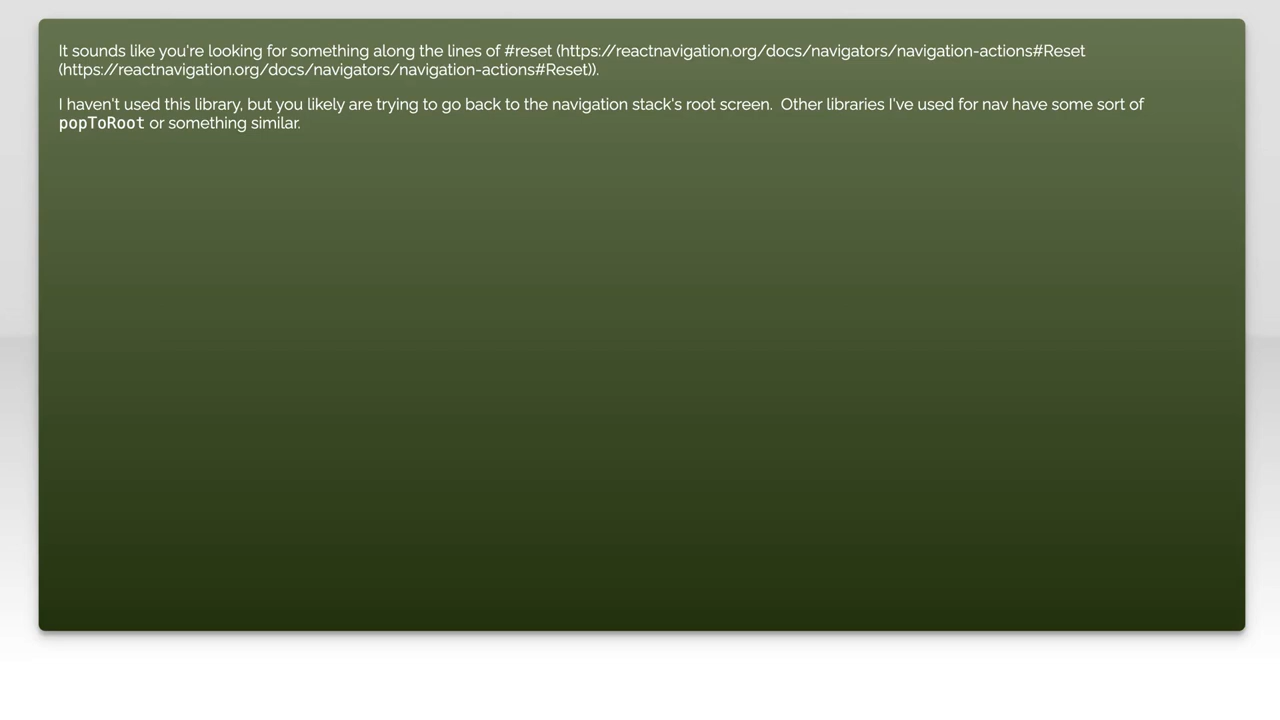 It sounds like you're looking for something along the lines of #reset (https://reactnavigation.org/docs/navigators/navigation-actions#Reset
(https://reactnavigation.org/docs/navigators/navigation-actions#Reset)).
I haven't used this library, but you likely are trying to go back to the navigation stack's root screen.  Other libraries I've used for nav have some sort of
popToRoot or something similar.